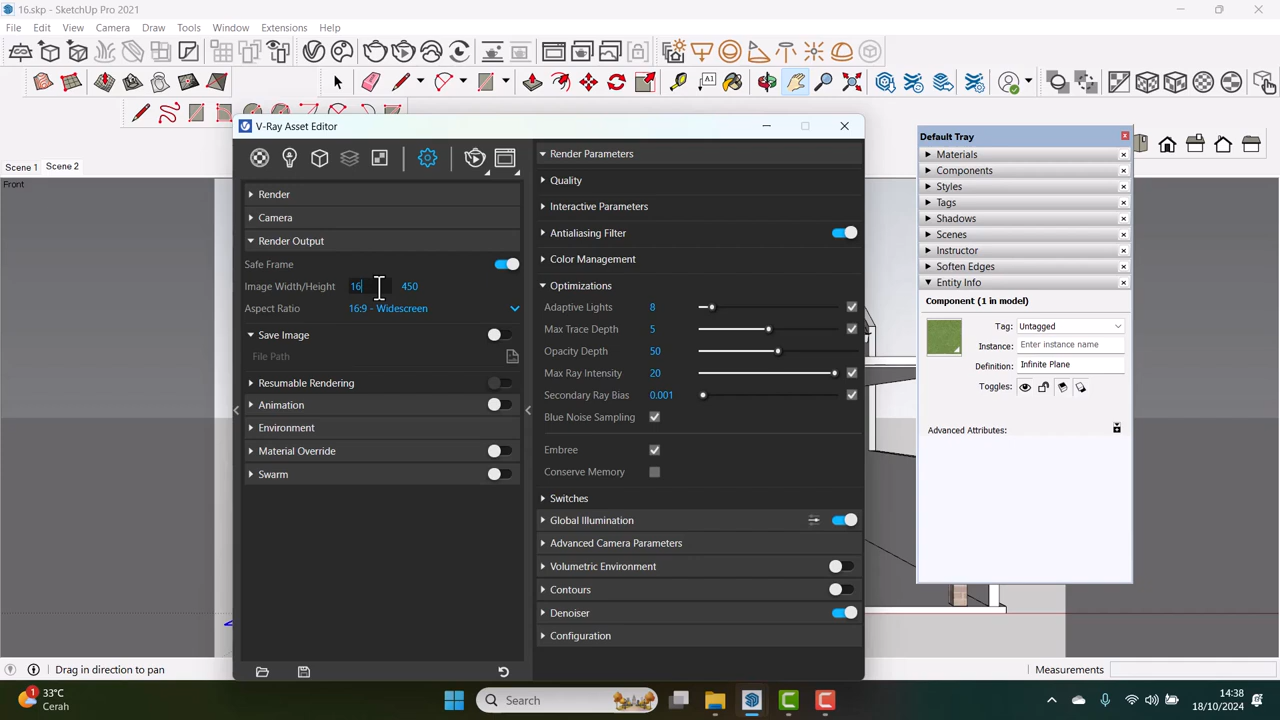 16.skp - SketchUp Pro 2021
File Edit View Camera Draw Tools Window Extensions Help
A1
Scene 1 Scene 2
Front
V-Ray Asset Editor
Render
Camera
Render Output
Safe Frame
Image Width/Height 16 450
Aspect Ratio 16:9 - Widescreen
Save Image
File Path
Resumable Rendering
Animation
Environment
Material Override
Swarm
Render Parameters
Quality
Interactive Parameters
Antialiasing Filter
Color Management
Optimizations
Adaptive Lights 8
Max Trace Depth 5
Opacity Depth 50
Max Ray Intensity 20
Secondary Ray Bias 0.001
Blue Noise Sampling
Embree
Conserve Memory
Switches
Global Illumination
Advanced Camera Parameters
Volumetric Environment
Contours
Denoiser
Configuration
Default Tray
Materials
Components
Styles
Tags
Shadows
Scenes
Instructor
Soften Edges
Entity Info
Component (1 in model)
Tag: Untagged
Instance: Enter instance name
Definition: Infinite Plane
Toggles:
Advanced Attributes:
Drag in direction to pan
Measurements
1
33°C
Cerah
Search
14:38
18/10/2024